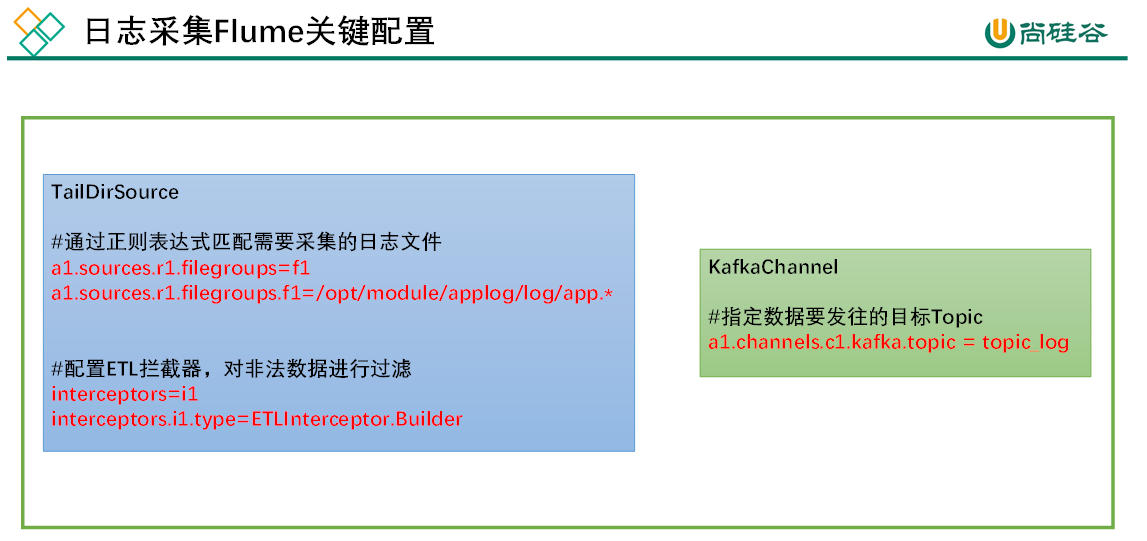 日志采集Flume关键配置
尚硅谷
TailDirSource
#通过正则表达式匹配需要采集的日志文件
a1.sources.r1.filegroups=f1
a1.sources.r1.filegroups.f1=/opt/module/applog/log/app.*
#配置ETL拦截器，对非法数据进行过滤
interceptors=i1
interceptors.i1.type=ETLInterceptor.Builder
KafkaChannel
#指定数据要发往的目标Topic
a1.channels.c1.kafka.topic = topic_log